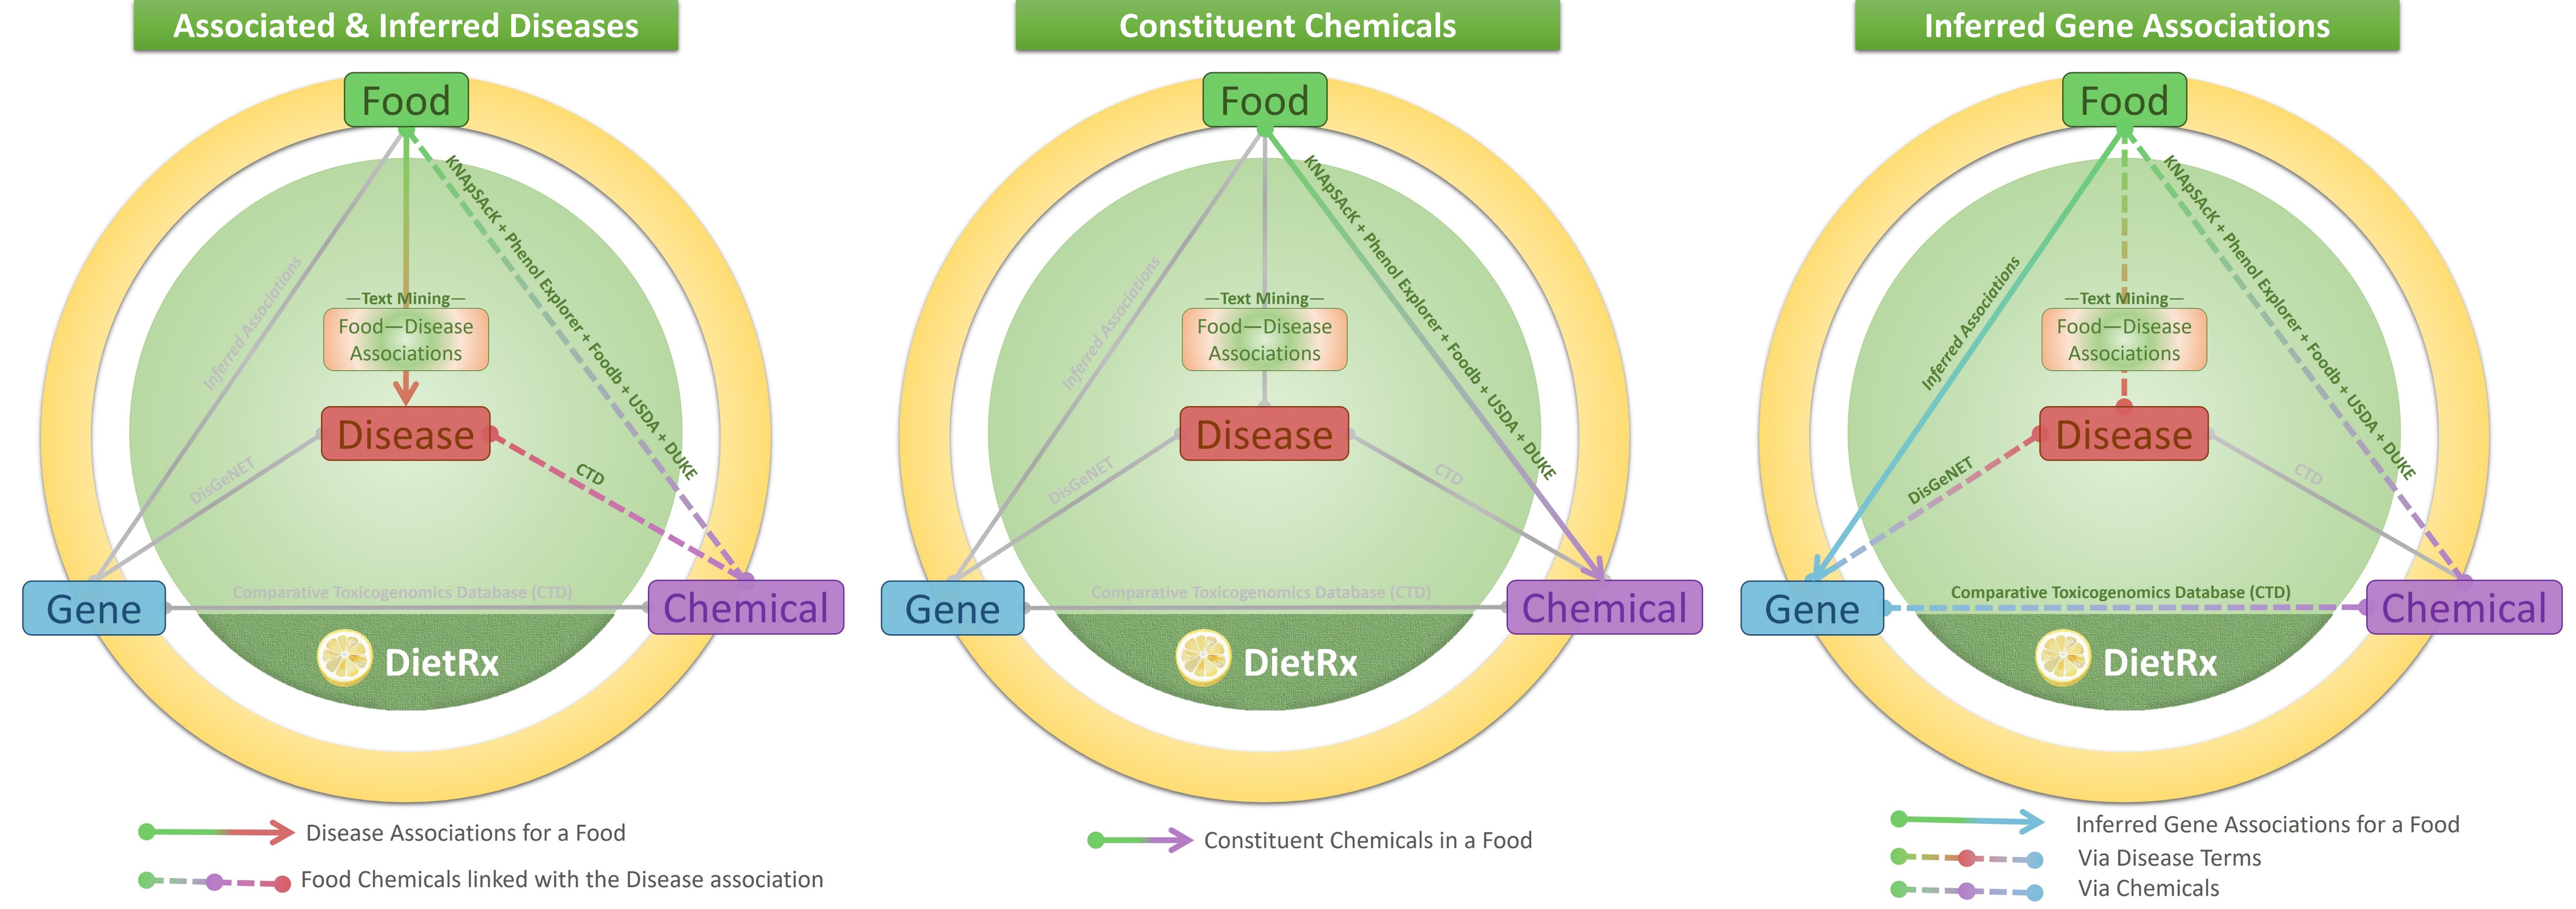 Associated & Inferred Diseases
Food
KNApSAcK + Phenol Explorer + Foodb + USDA + DUKE
Inferred Associations
—Text Mining—
Food—Disease
Associations
Disease
DisGeNET
CTD
Comparative Toxicogenomics Database (CTD)
Gene
Chemical
DietRx
Disease Associations for a Food
Food Chemicals linked with the Disease association
Constituent Chemicals
Food
KNApSAcK + Phenol Explorer + Foodb + USDA + DUKE
Inferred Associations
—Text Mining—
Food—Disease
Associations
Disease
DisGeNET
CTD
Comparative Toxicogenomics Database (CTD)
Gene
Chemical
DietRx
Constituent Chemicals in a Food
Inferred Gene Associations
Food
KNApSAcK + Phenol Explorer + Foodb + USDA + DUKE
Inferred Associations
—Text Mining—
Food—Disease
Associations
Disease
DisGeNET
CTD
Comparative Toxicogenomics Database (CTD)
Gene
Chemical
DietRx
Inferred Gene Associations for a Food
Via Disease Terms
Via Chemicals